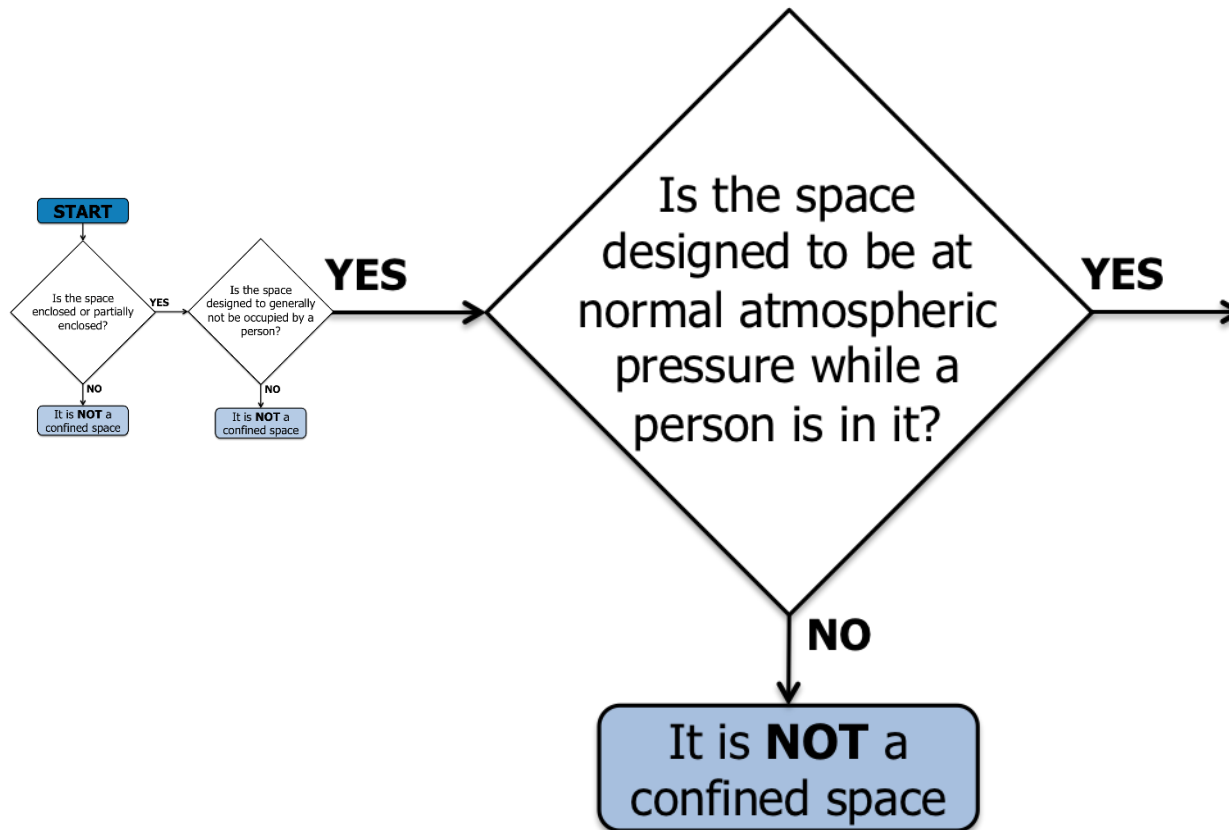 START
Is the space
enclosed or partially
enclosed?
YES
NO
It is NOT a
confined space
Is the space
designed to generally
not be occupied by a
person?
YES
NO
It is NOT a
confined space
Is the space
designed to be at
normal atmospheric
pressure while a
person is in it?
YES
NO
It is NOT a
confined space